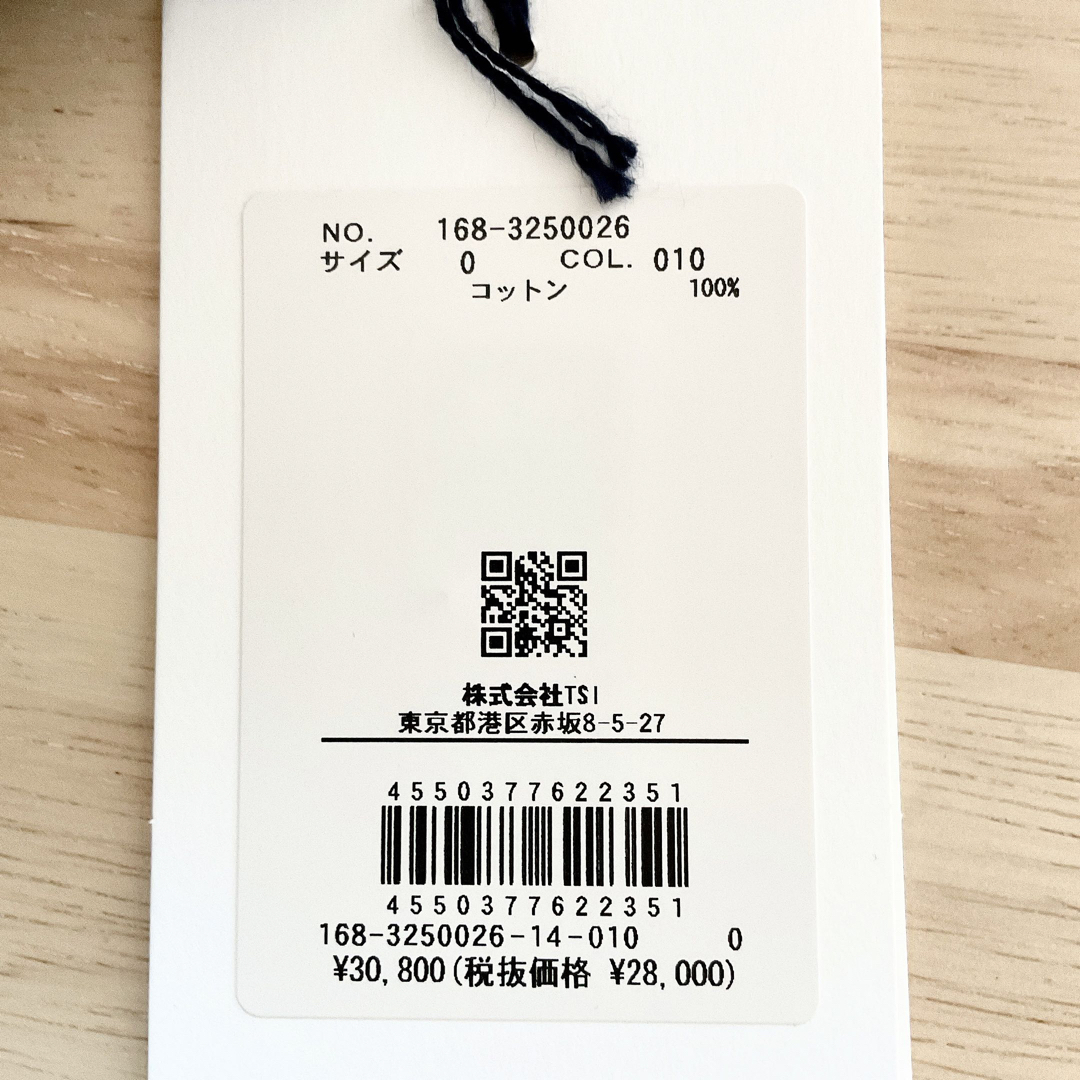 NO. 168-3250026
サイズ 0 COL. 010
コットン 100%
株式会社TSI
東京都港区赤坂8-5-27
4550377622351
4550377622351
168-3250026-14-010 0
¥30,800(税抜価格 ¥28,000)